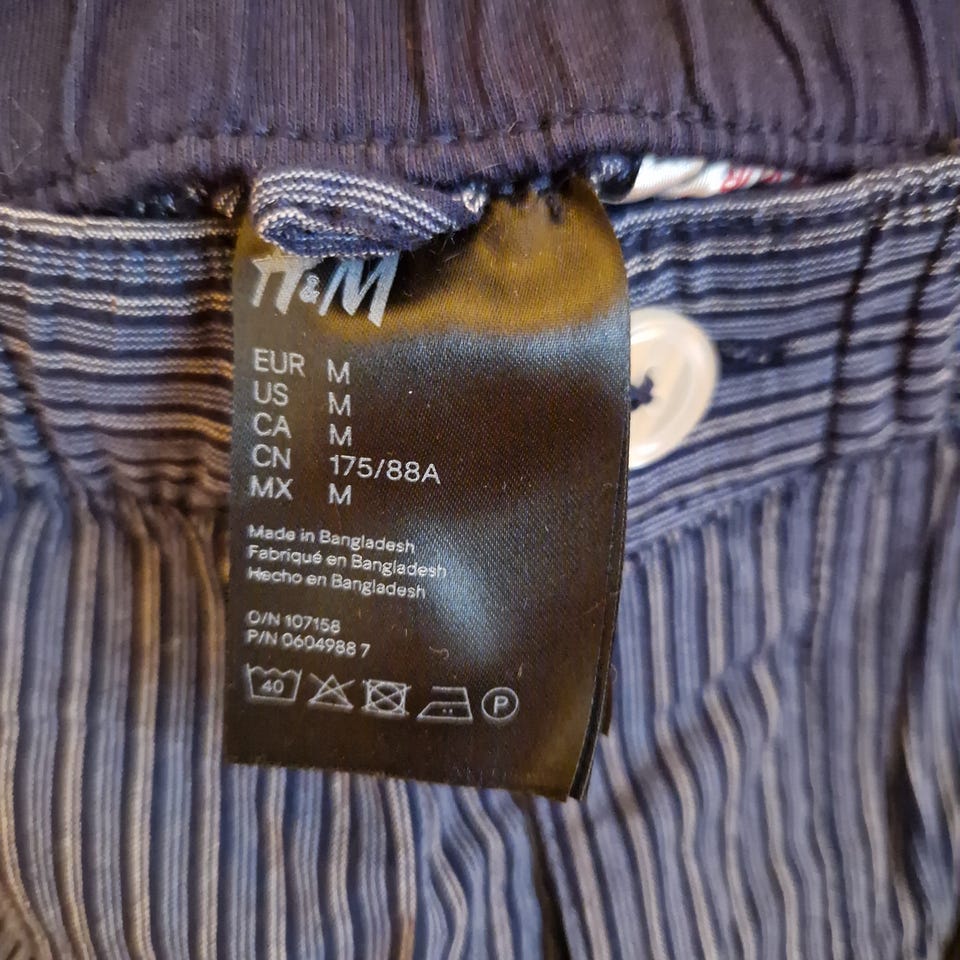 H&M
EUR M
US M
CA M
CN 175/88A
MX M
Made in Bangladesh
Fabriqué en Bangladesh
Hecho en Bangladesh
O/N 107158
P/N 0604988 7
40 P